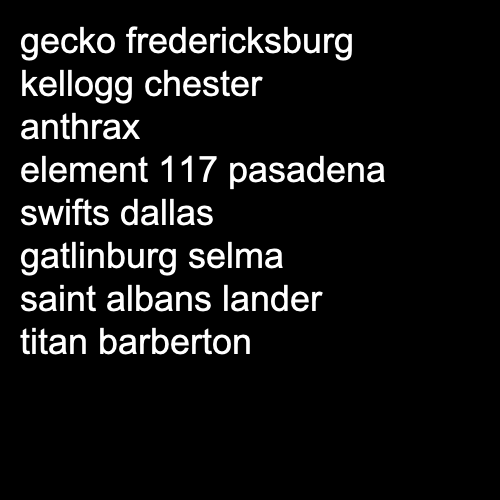 gecko fredericksburg
kellogg chester
anthrax
element 117 pasadena
swifts dallas
gatlinburg selma
saint albans lander
titan barberton